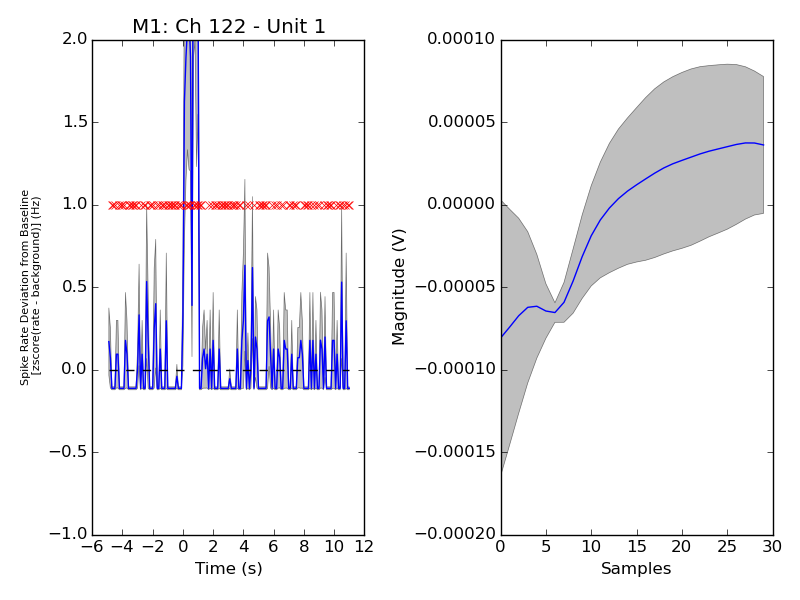 M1: Ch 122 - Unit 1
Spike Rate Deviation from Baseline
[zscore(rate - background)] (Hz)
2.0
1.5
1.0
0.5
0.0
−0.5
−1.0
−6 −4 −2 0 2 4 6 8 10 12
Time (s)
Magnitude (V)
0.00010
0.00005
0.00000
−0.00005
−0.00010
−0.00015
−0.00020
0 5 10 15 20 25 30
Samples